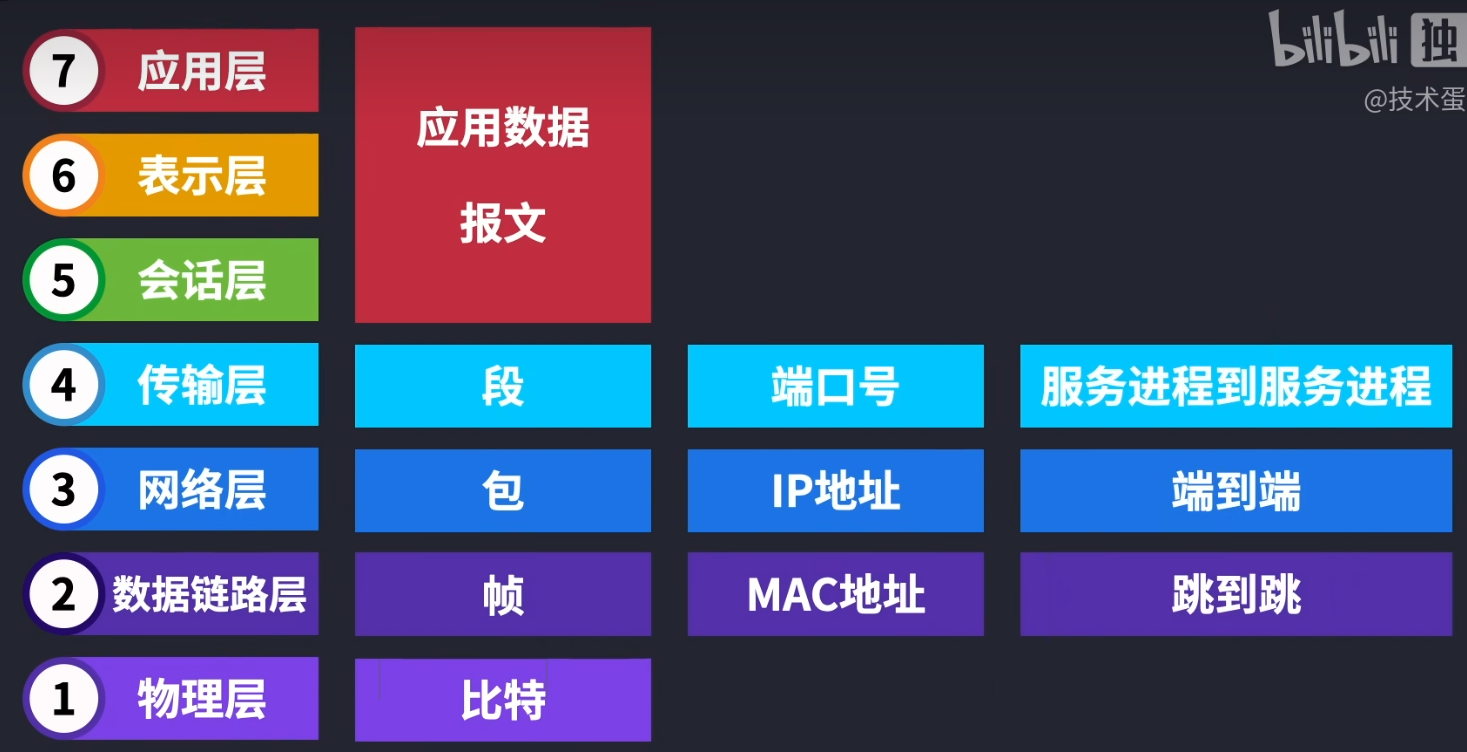 bilibili 独
@技术蛋
7 应用层
应用数据
报文
6 表示层
5 会话层
4 传输层 段 端口号 服务进程到服务进程
3 网络层 包 IP地址 端到端
2 数据链路层 帧 MAC地址 跳到跳
1 物理层 比特